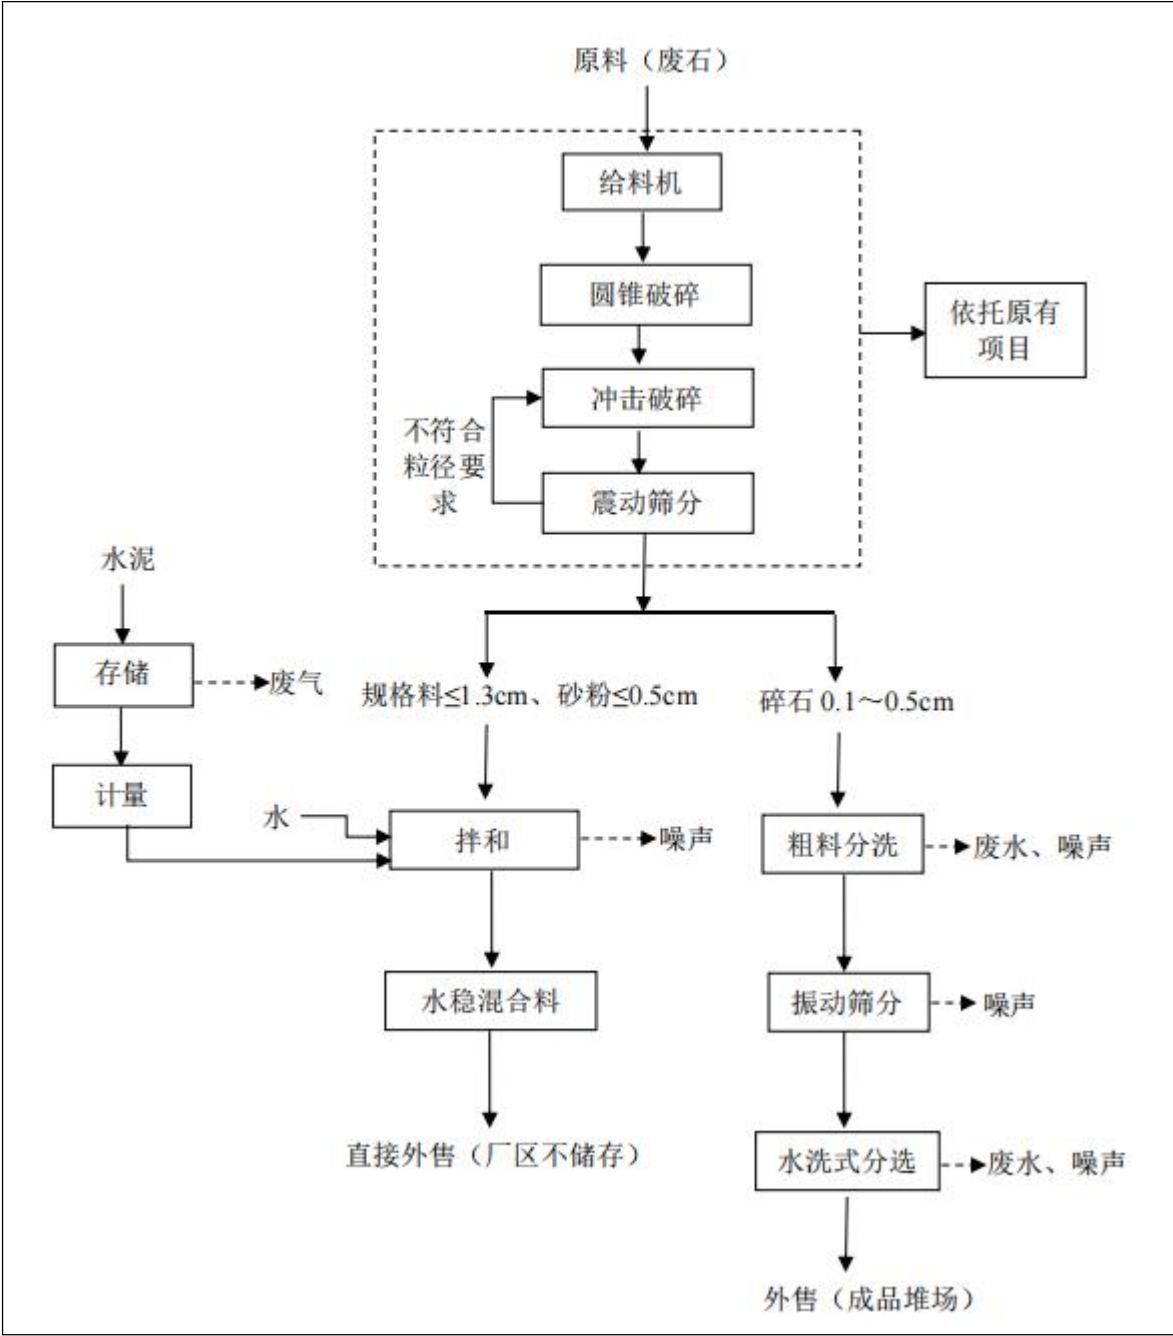 原料（废石）
给料机
圆锥破碎
依托原有
项目
冲击破碎
不符合
粒径要
求
震动筛分
水泥
存储
废气
规格料≤1.3cm、砂粉≤0.5cm
碎石 0.1～0.5cm
计量
水
拌和
噪声
粗料分洗
废水、噪声
水稳混合料
振动筛分
噪声
直接外售（厂区不储存）
水洗式分选
废水、噪声
外售（成品堆场）